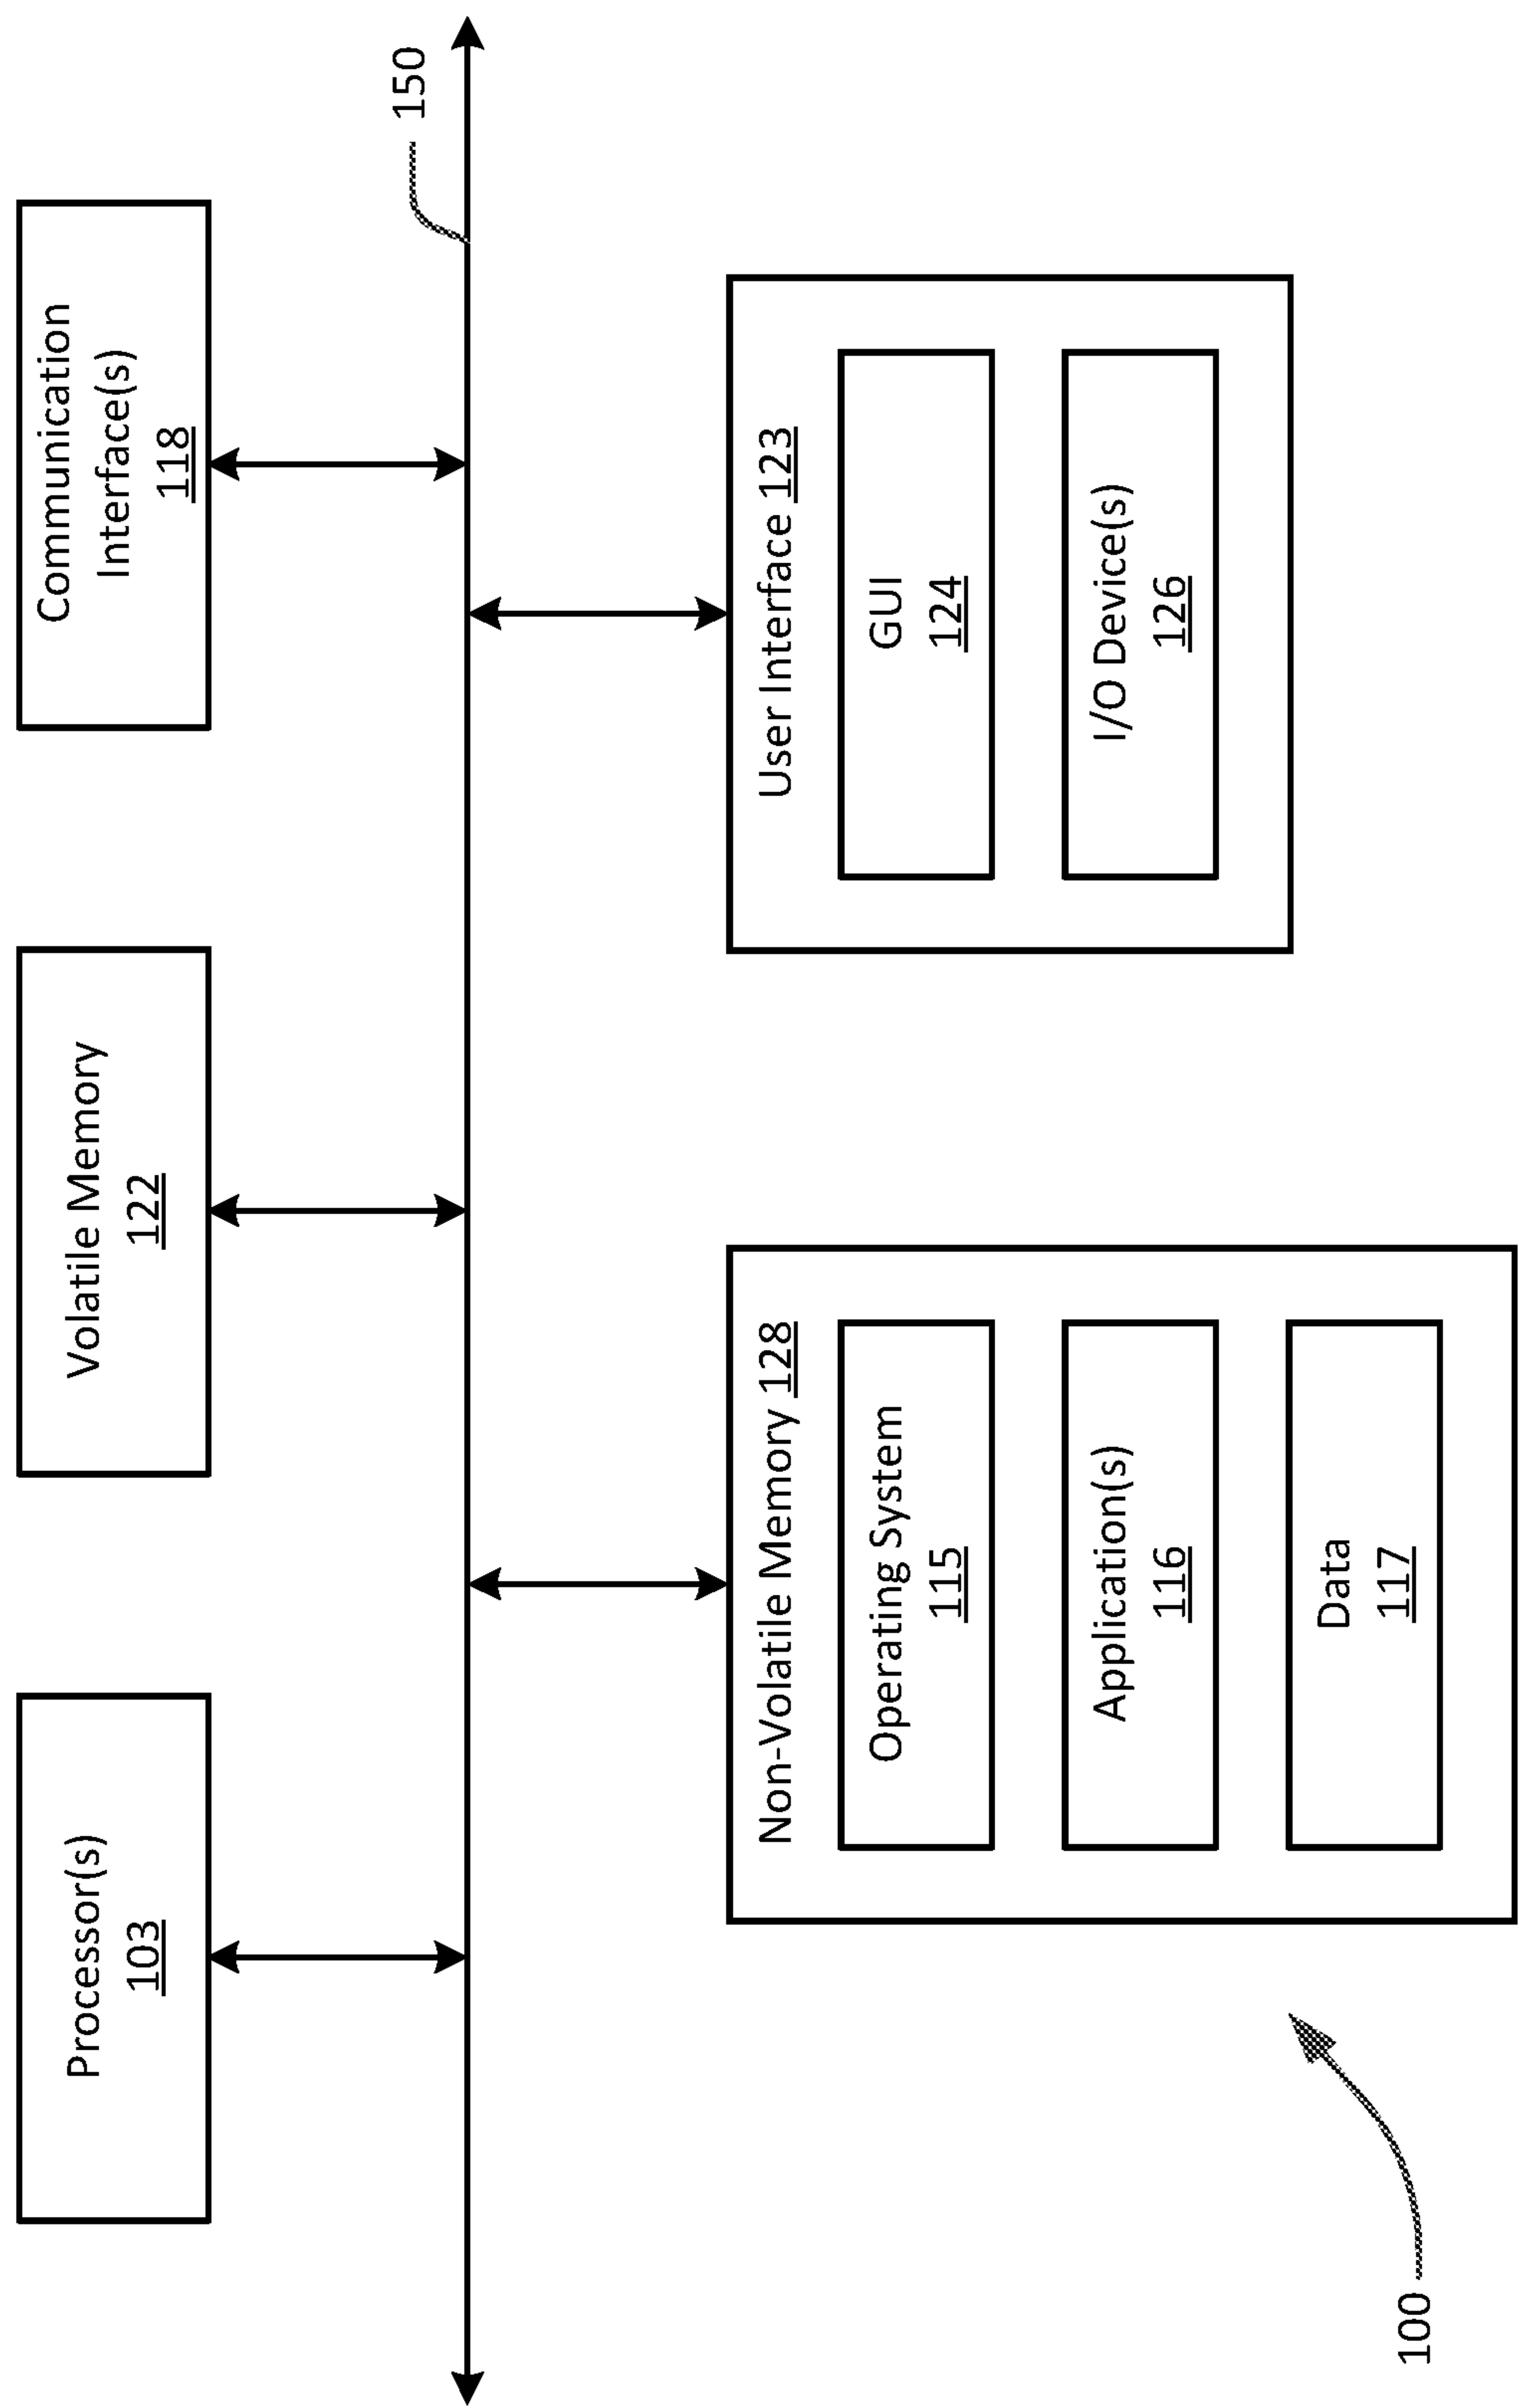 Processor(s)
103
Volatile Memory
122
Communication
Interface(s)
118
150
Non-Volatile Memory 128
Operating System
115
Application(s)
116
Data
117
User Interface 123
GUI
124
I/O Device(s)
126
100